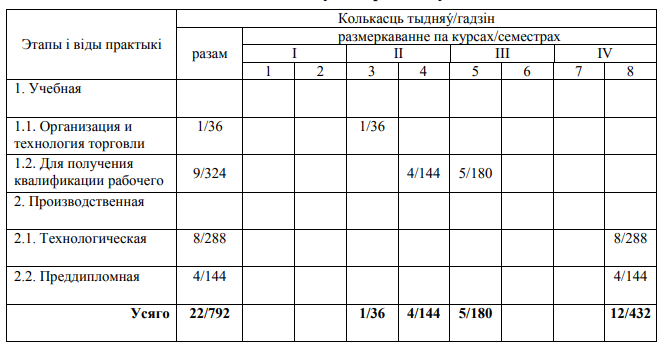 Этапы і віды практыкі
Колькасць тыдняў/гадзін
разам
размеркаванне па курсах/семестрах
I II III IV
1 2 3 4 5 6 7 8
1. Учебная
1.1. Организация и
технология торговли
1/36 1/36
1.2. Для получения
квалификации рабочего
9/324 4/144 5/180
2. Производственная
2.1. Технологическая 8/288 8/288
2.2. Преддипломная 4/144 4/144
Усяго 22/792 1/36 4/144 5/180 12/432